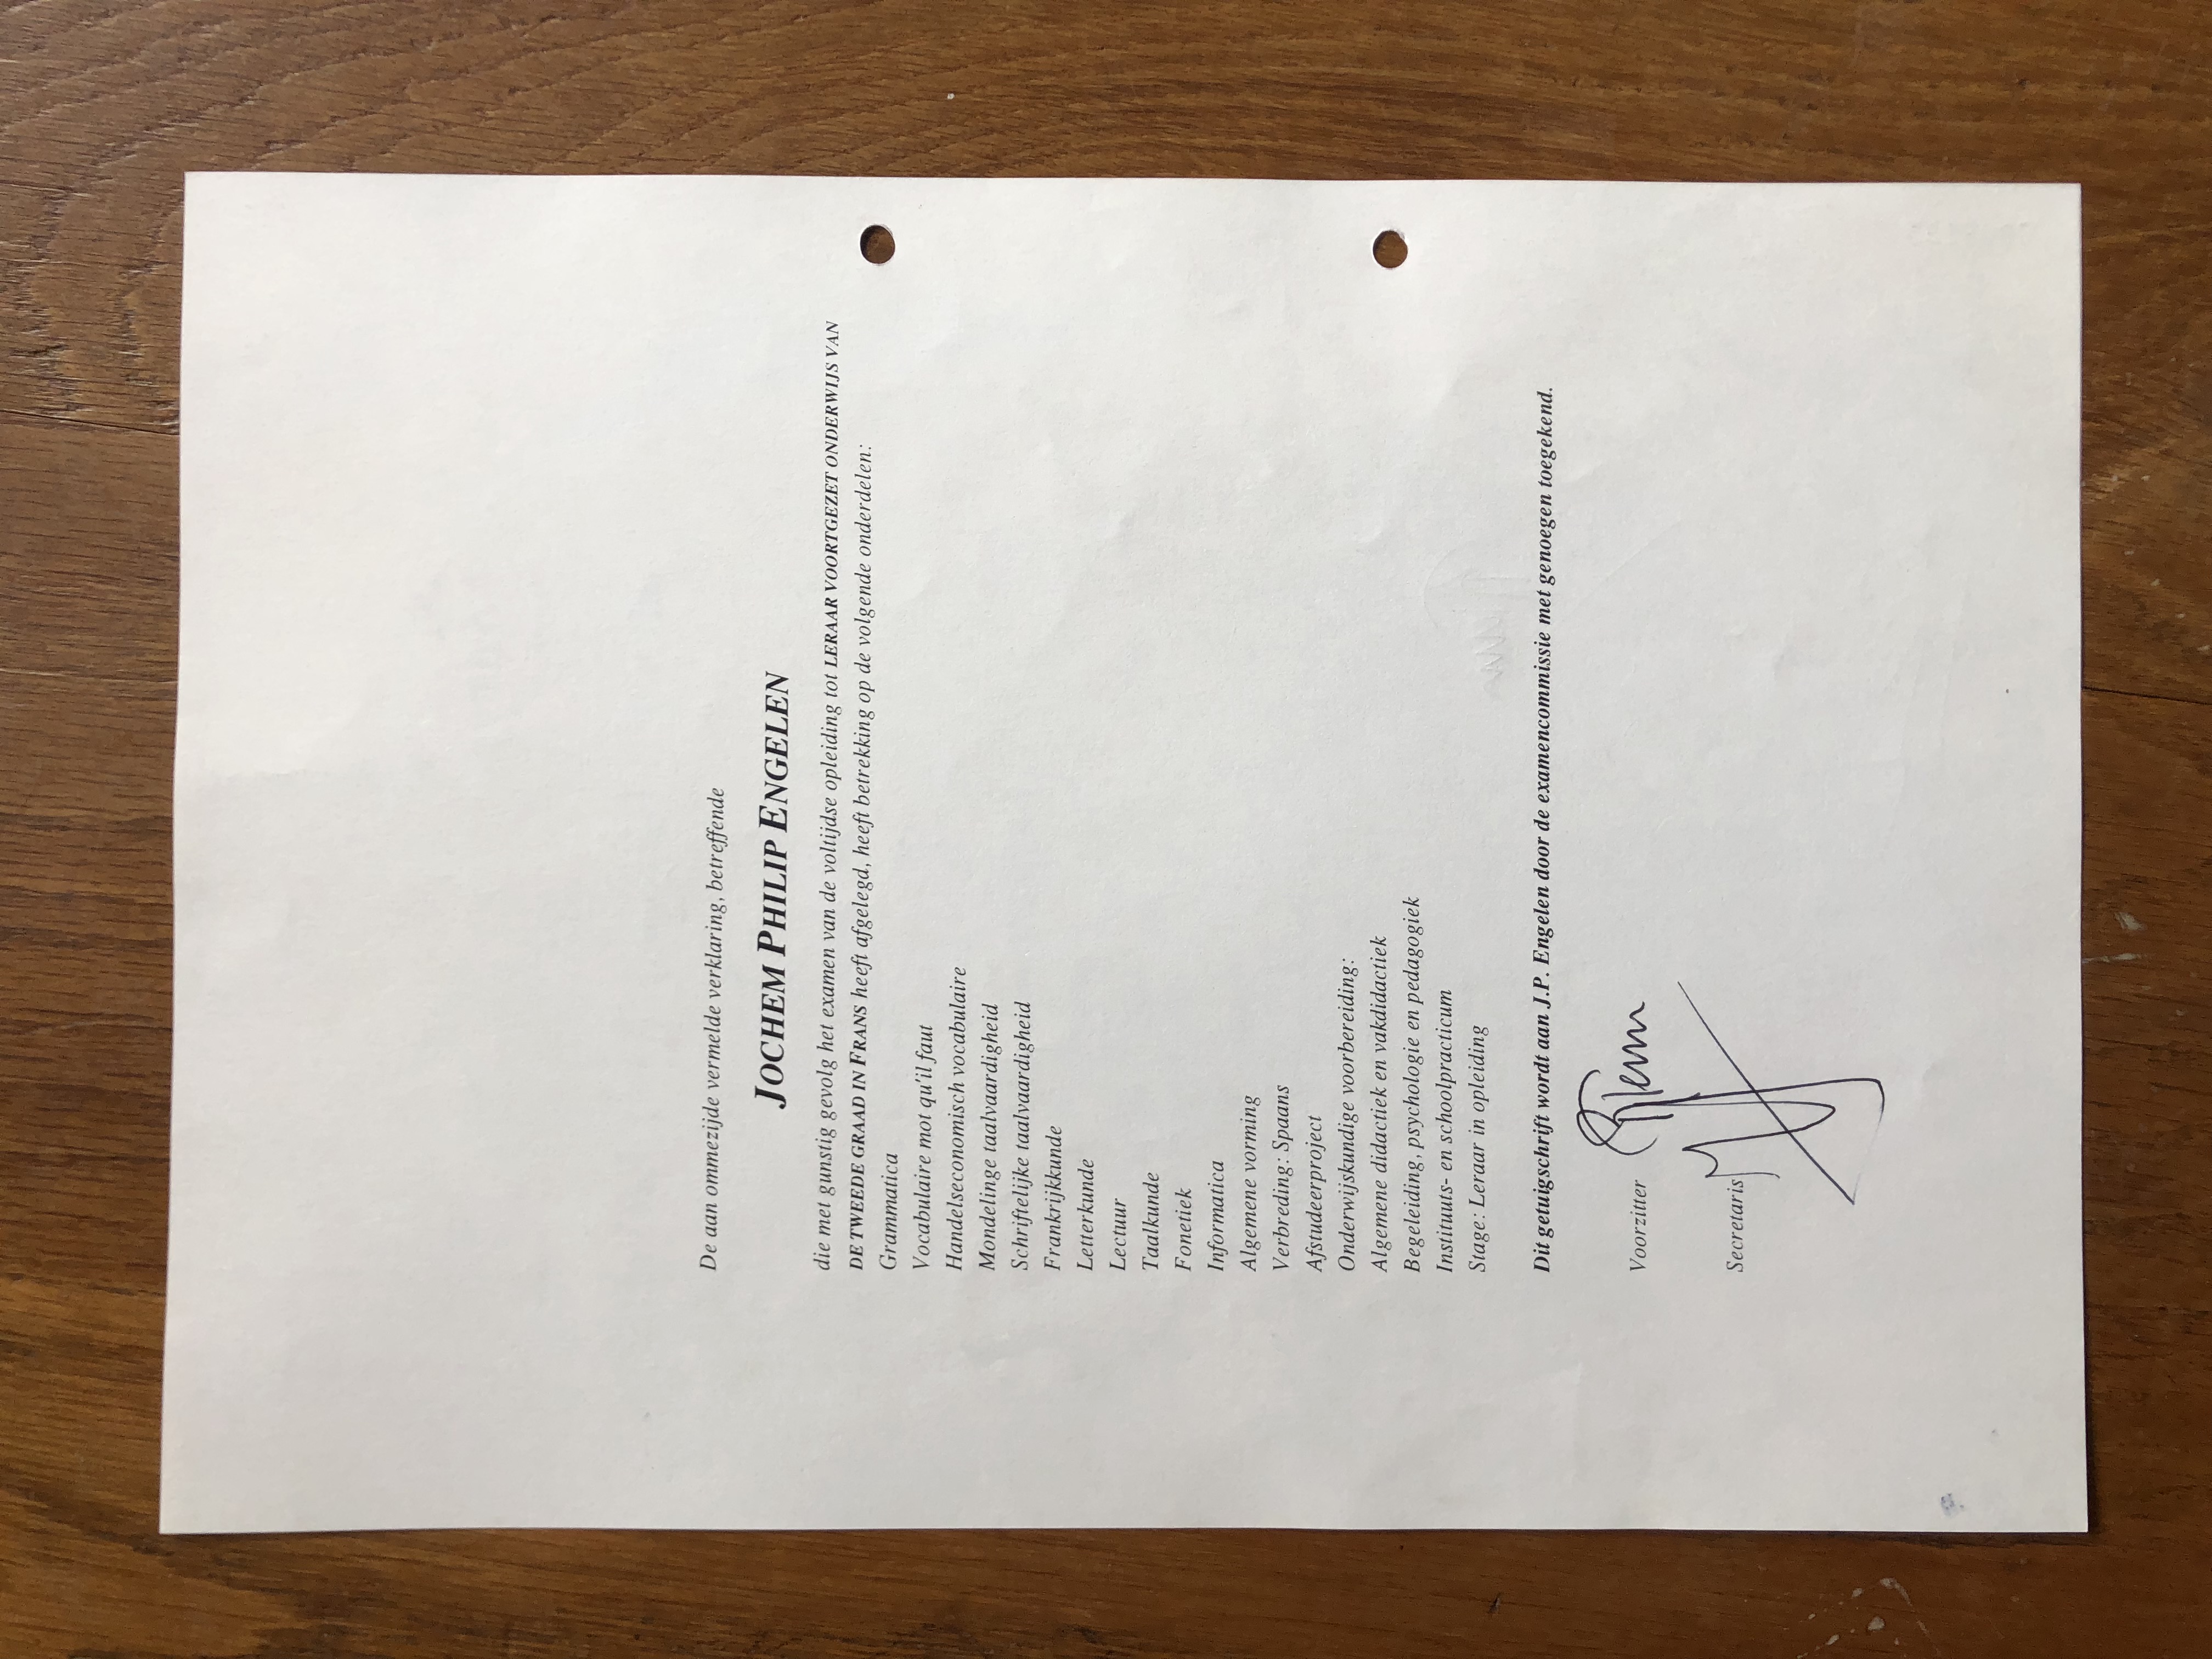 De aan ommezijde vermelde verklaring, betreffende
JOCHEM PHILIP ENGELEN
die met gunstig gevolg het examen van de voltijdse opleiding tot LERAAR VOORTGEZET ONDERWIJS VAN
DE TWEEDE GRAAD IN FRANS heeft afgelegd, heeft betrekking op de volgende onderdelen:
Grammatica
Vocabulaire mot qu'il faut
Handelseconomisch vocabulaire
Mondelinge taalvaardigheid
Schriftelijke taalvaardigheid
Frankrijkkunde
Letterkunde
Lectuur
Taalkunde
Fonetiek
Informatica
Algemene vorming
Verbreding: Spaans
Afstudeerproject
Onderwijskundige voorbereiding:
Algemene didactiek en vakdidactiek
Begeleiding, psychologie en pedagogiek
Instituuts- en schoolpracticum
Stage: Leraar in opleiding
Dit getuigschrift wordt aan J.P. Engelen door de examencommissie met genoegen toegekend.
Voorzitter
Secretaris